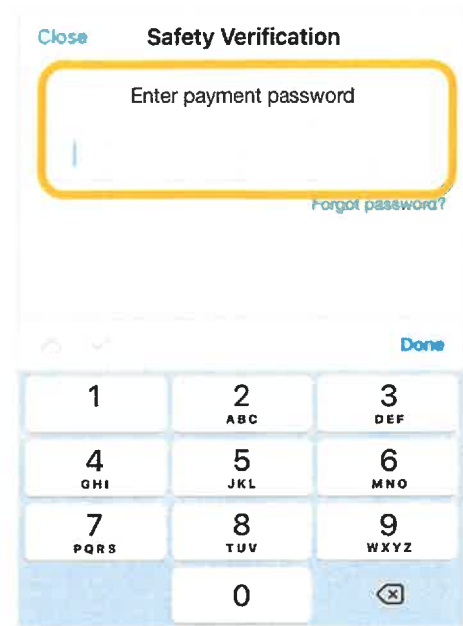 Close Safety Verification
Enter payment password
Forgot password?
Done
1 2 3
ABC DEF
4 5 6
GHI JKL MNO
7 8 9
PQRS TUV WXYZ
0